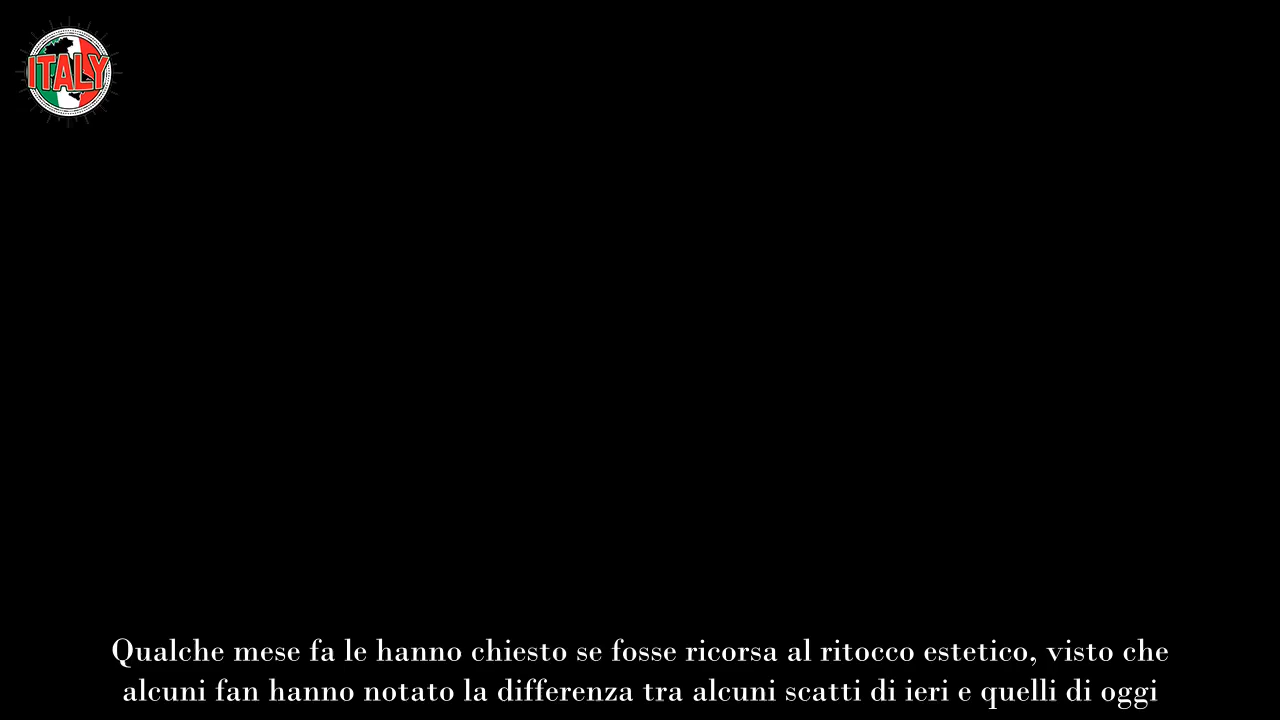 ITALY
Qualche mese fa le hanno chiesto se fosse ricorsa al ritocco estetico, visto che
alcuni fan hanno notato la differenza tra alcuni scatti di ieri e quelli di oggi